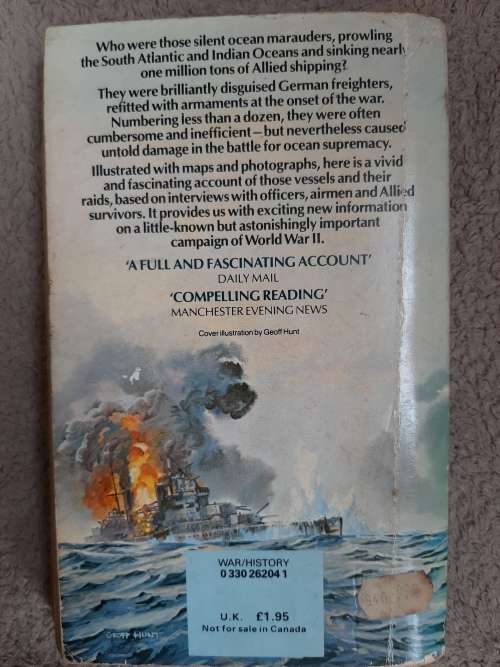 Who were those silent ocean marauders, prowling
the South Atlantic and Indian Oceans and sinking nearly
one million tons of Allied shipping?
They were brilliantly disguised German freighters,
refitted with armaments at the onset of the war.
Numbering less than a dozen, they were often
cumbersome and inefficient – but nevertheless caused
untold damage in the battle for ocean supremacy.
Illustrated with maps and photographs, here is a vivid
and fascinating account of those vessels and their
raids, based on interviews with officers, airmen and Allied
survivors. It provides us with exciting new information
on a little-known but astonishingly important
campaign of World War II.
'A FULL AND FASCINATING ACCOUNT'
DAILY MAIL
'COMPELLING READING'
MANCHESTER EVENING NEWS
Cover illustration by Geoff Hunt
WAR/HISTORY
0 330 26204 1
U.K. £1.95
Not for sale in Canada
GEOFF HUNT